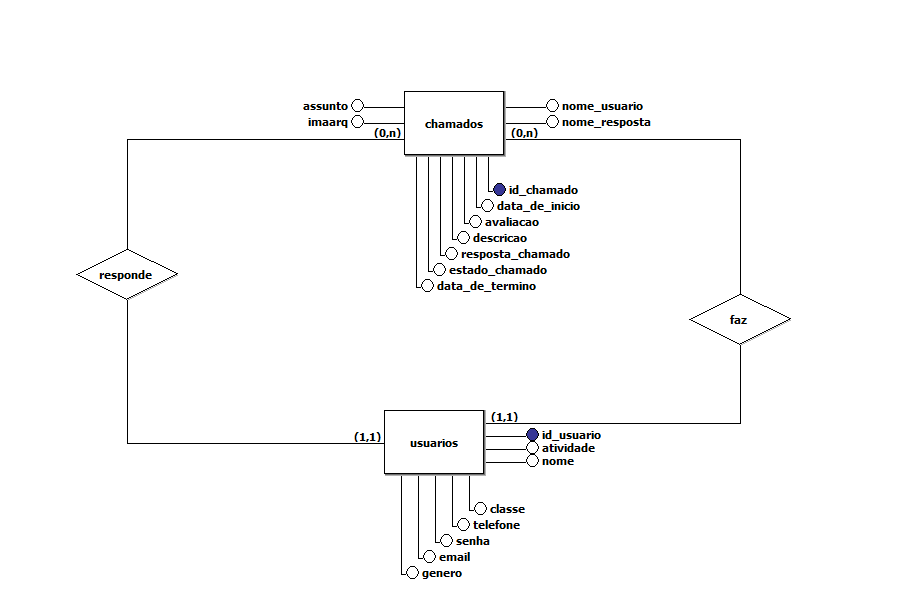 assunto
nome_usuario
imaarq
nome_resposta
chamados
(0,n)
(0,n)
id_chamado
data_de_inicio
avaliacao
descricao
resposta_chamado
estado_chamado
data_de_termino
responde
faz
(1,1)
(1,1)
usuarios
id_usuario
atividade
nome
classe
telefone
senha
email
genero